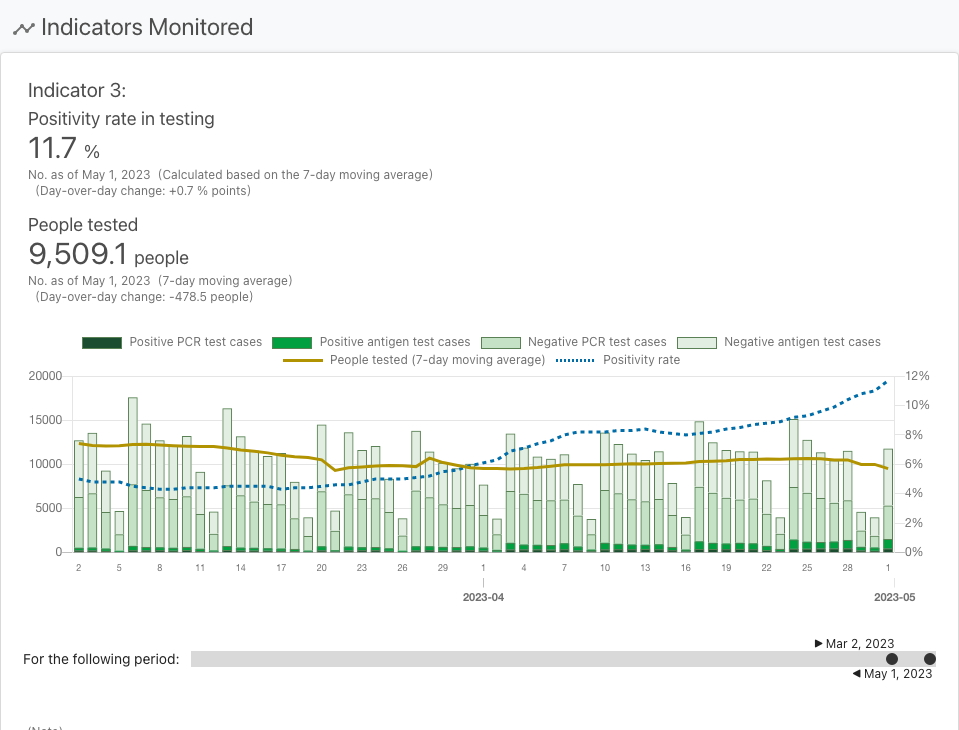 Indicators Monitored
Indicator 3:
Positivity rate in testing
11.7 %
No. as of May 1, 2023 (Calculated based on the 7-day moving average)
(Day-over-day change: +0.7 % points)
People tested
9,509.1 people
No. as of May 1, 2023 (7-day moving average)
(Day-over-day change: -478.5 people)
Positive PCR test cases Positive antigen test cases Negative PCR test cases Negative antigen test cases
People tested (7-day moving average) Positivity rate
20000 12%
10%
15000
8%
10000 6%
4%
5000
2%
0 0%
2 5 8 11 14 17 20 23 26 29 1 4 7 10 13 16 19 22 25 28 1
2023-04 2023-05
▶ Mar 2, 2023
For the following period:
◀ May 1, 2023
(Note)